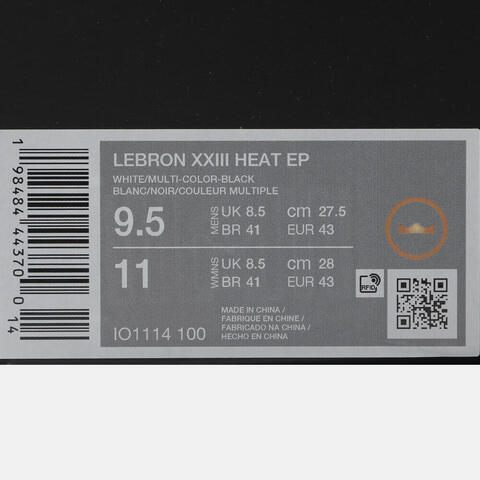 LEBRON XXIII HEAT EP
WHITE/MULTI-COLOR-BLACK
BLANC/NOIR/COULEUR MULTIPLE
9.5 MENS UK 8.5 cm 27.5
BR 41 EUR 43
11 WMNS UK 8.5 cm 28
BR 41 EUR 43
RFID
MADE IN CHINA /
FABRIQUE EN CHINE /
FABRICADO NA CHINA /
HECHO EN CHINA
IO1114 100
1 98484 44370 0 14